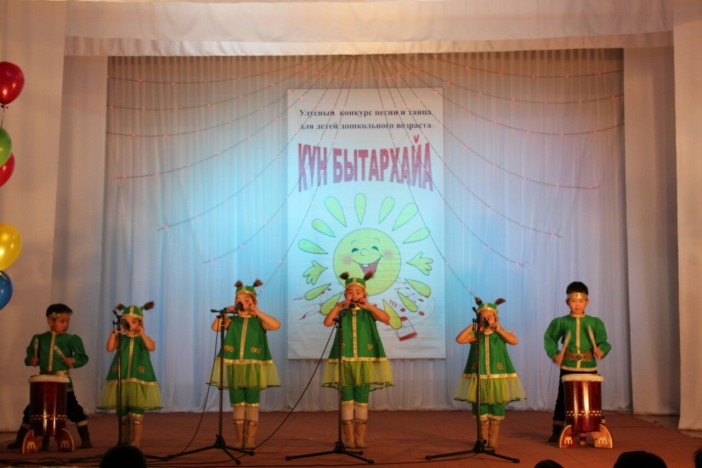 Улусный конкурс песни и танца
для детей дошкольного возраста
КҮН БЫТАРХАЙА